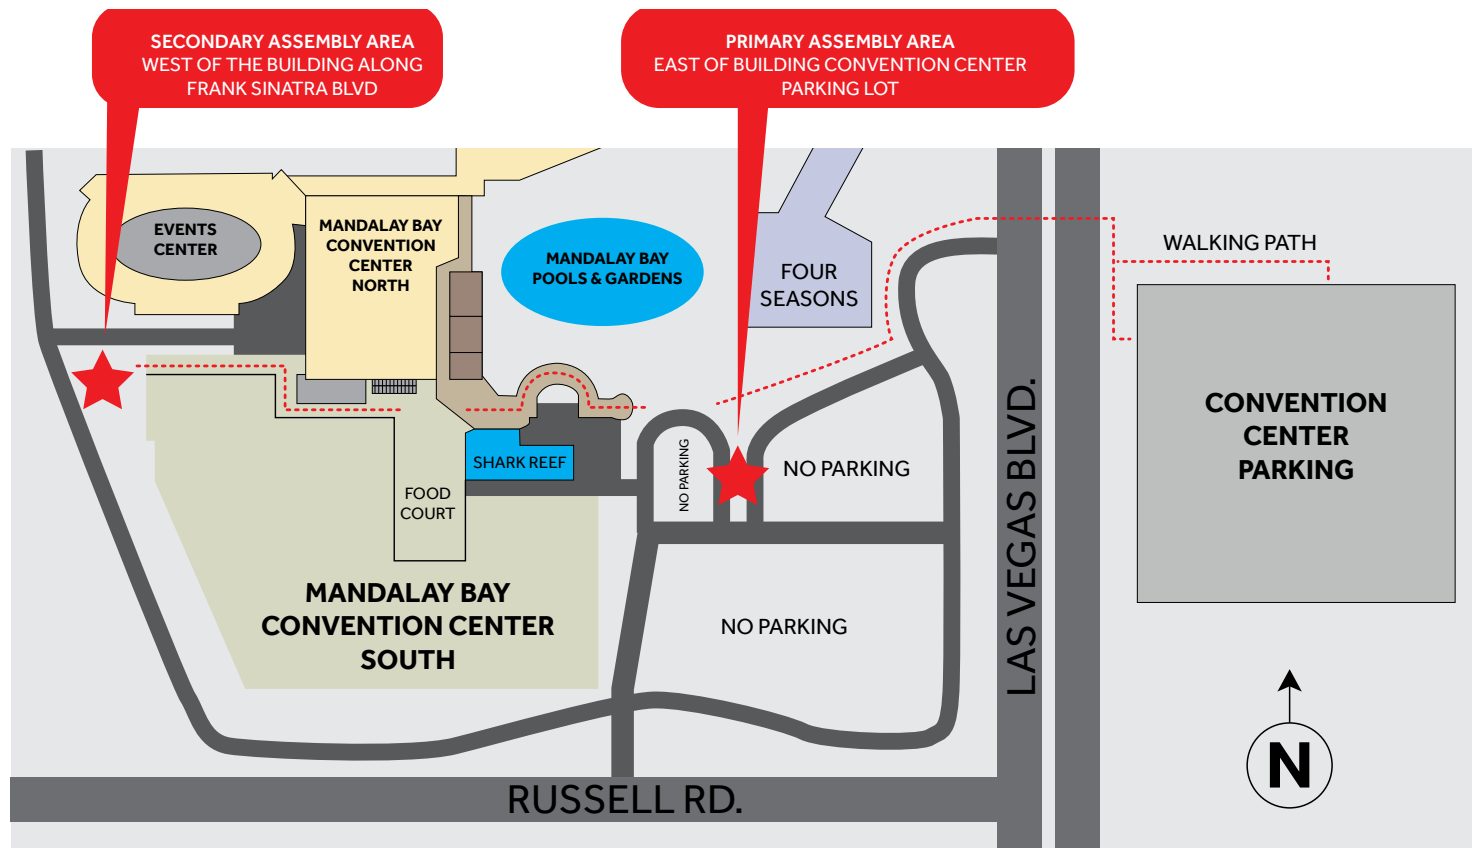 SECONDARY ASSEMBLY AREA
WEST OF THE BUILDING ALONG
FRANK SINATRA BLVD
PRIMARY ASSEMBLY AREA
EAST OF BUILDING CONVENTION CENTER
PARKING LOT
EVENTS
CENTER
MANDALAY BAY
CONVENTION
CENTER
NORTH
MANDALAY BAY
POOLS & GARDENS
FOUR
SEASONS
WALKING PATH
CONVENTION
CENTER
PARKING
SHARK REEF
FOOD
COURT
NO PARKING
NO PARKING
NO PARKING
MANDALAY BAY
CONVENTION CENTER
SOUTH
LAS VEGAS BLVD.
RUSSELL RD.
N